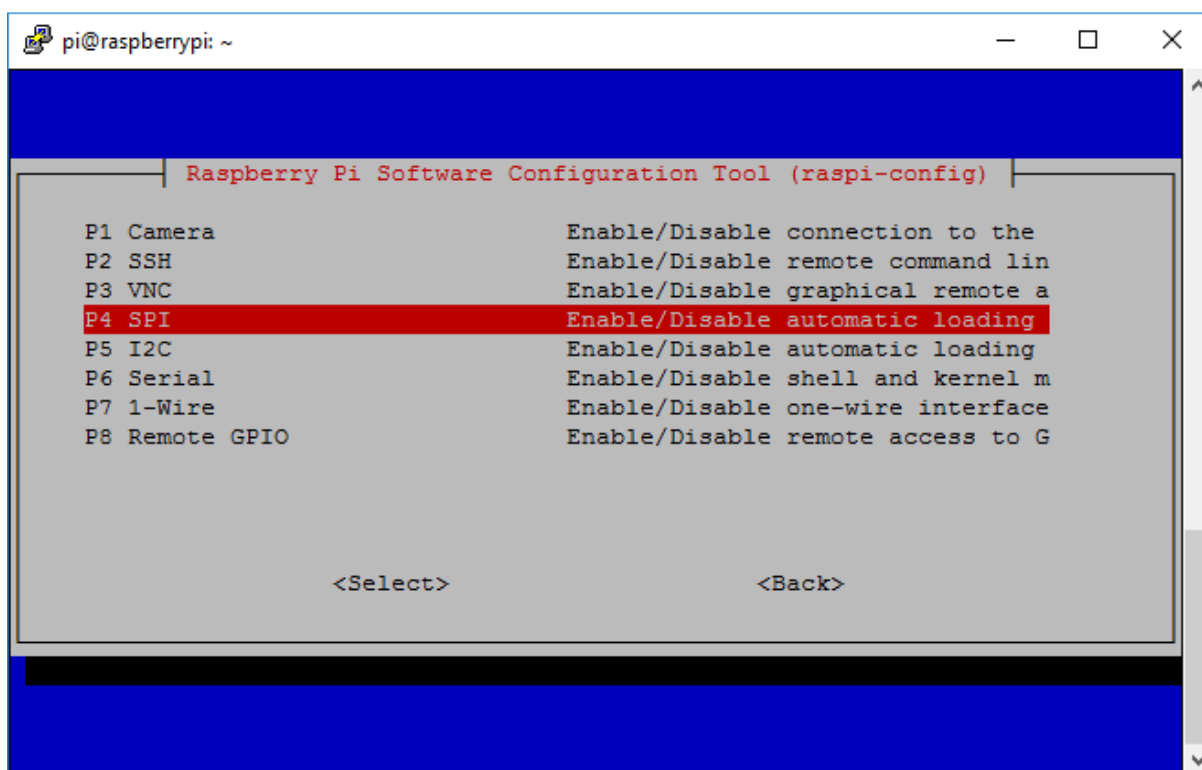 pi@raspberrypi: ~
Raspberry Pi Software Configuration Tool (raspi-config)
P1 Camera Enable/Disable connection to the
P2 SSH Enable/Disable remote command lin
P3 VNC Enable/Disable graphical remote a
P4 SPI Enable/Disable automatic loading
P5 I2C Enable/Disable automatic loading
P6 Serial Enable/Disable shell and kernel m
P7 1-Wire Enable/Disable one-wire interface
P8 Remote GPIO Enable/Disable remote access to G
<Select> <Back>